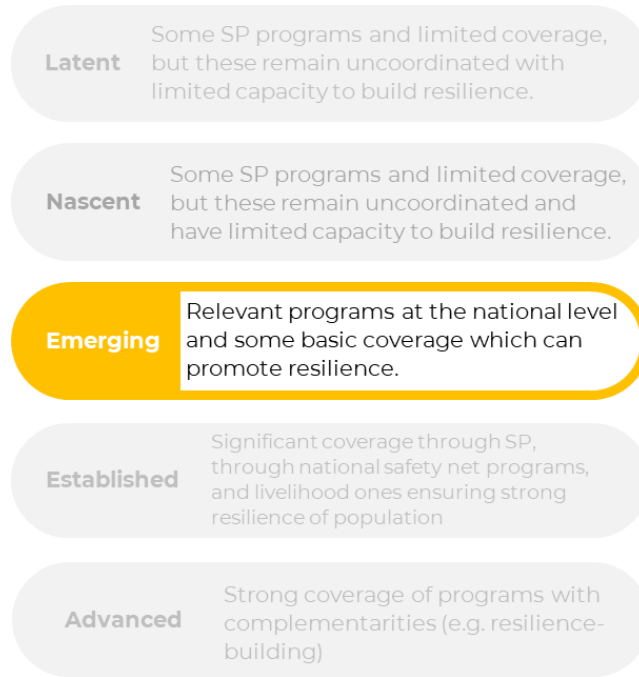 Latent
Some SP programs and limited coverage,
but these remain uncoordinated with
limited capacity to build resilience.
Nascent
Some SP programs and limited coverage,
but these remain uncoordinated and
have limited capacity to build resilience.
Emerging
Relevant programs at the national level
and some basic coverage which can
promote resilience.
Established
Significant coverage through SP,
through national safety net programs,
and livelihood ones ensuring strong
resilience of population
Advanced
Strong coverage of programs with
complementarities (e.g. resilience-
building)